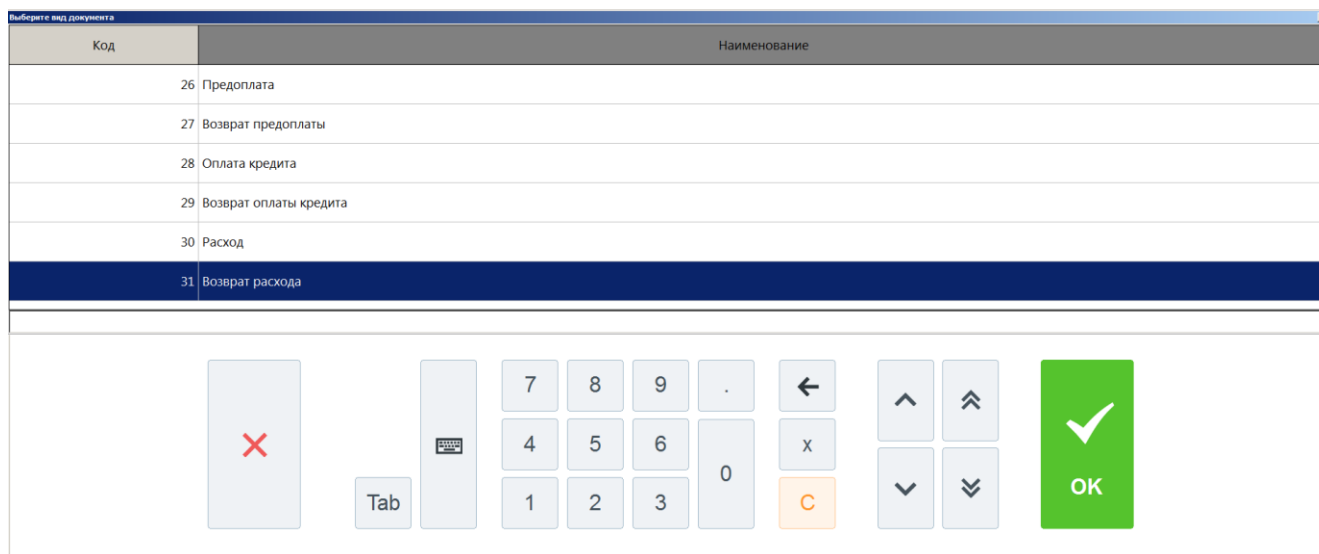 Выберите вид документа
Код Наименование
26 Предоплата
27 Возврат предоплаты
28 Оплата кредита
29 Возврат оплаты кредита
30 Расход
31 Возврат расхода
7 8 9 .
4 5 6 x
0
Tab 1 2 3 C OK